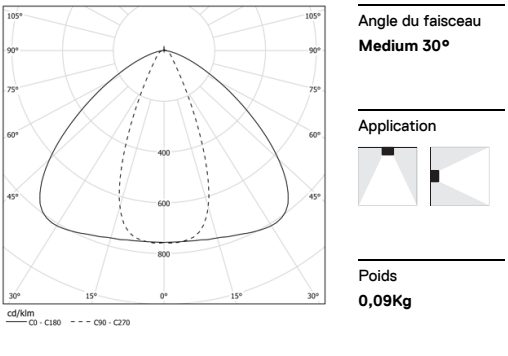 105° 105°
90° 90°
75° 75°
60° 60°
45° 45°
400
600
800
30° 15° 0° 15° 30°
cd/klm
C0 - C180 C90 - C270
Angle du faisceau
Medium 30°
Application
Poids
0,09Kg